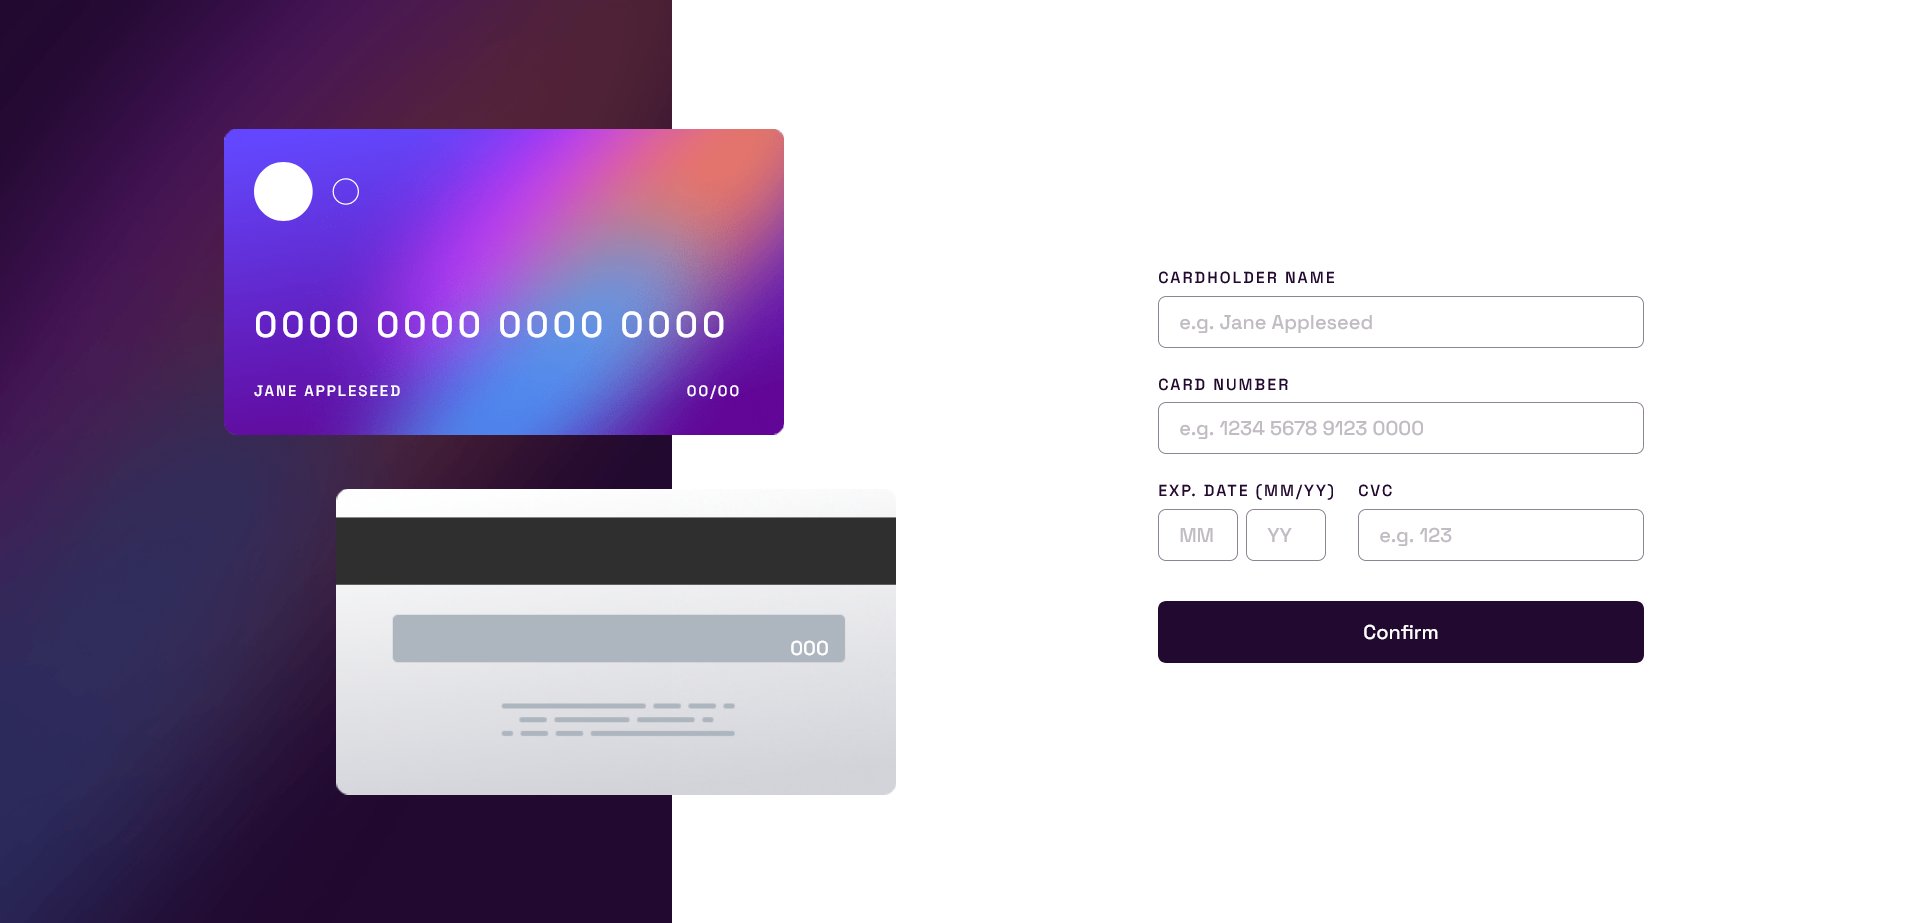 0000 0000 0000 0000
JANE APPLESEED 00/00
000
CARDHOLDER NAME
e.g. Jane Appleseed
CARD NUMBER
e.g. 1234 5678 9123 0000
EXP. DATE (MM/YY) CVC
MM YY e.g. 123
Confirm